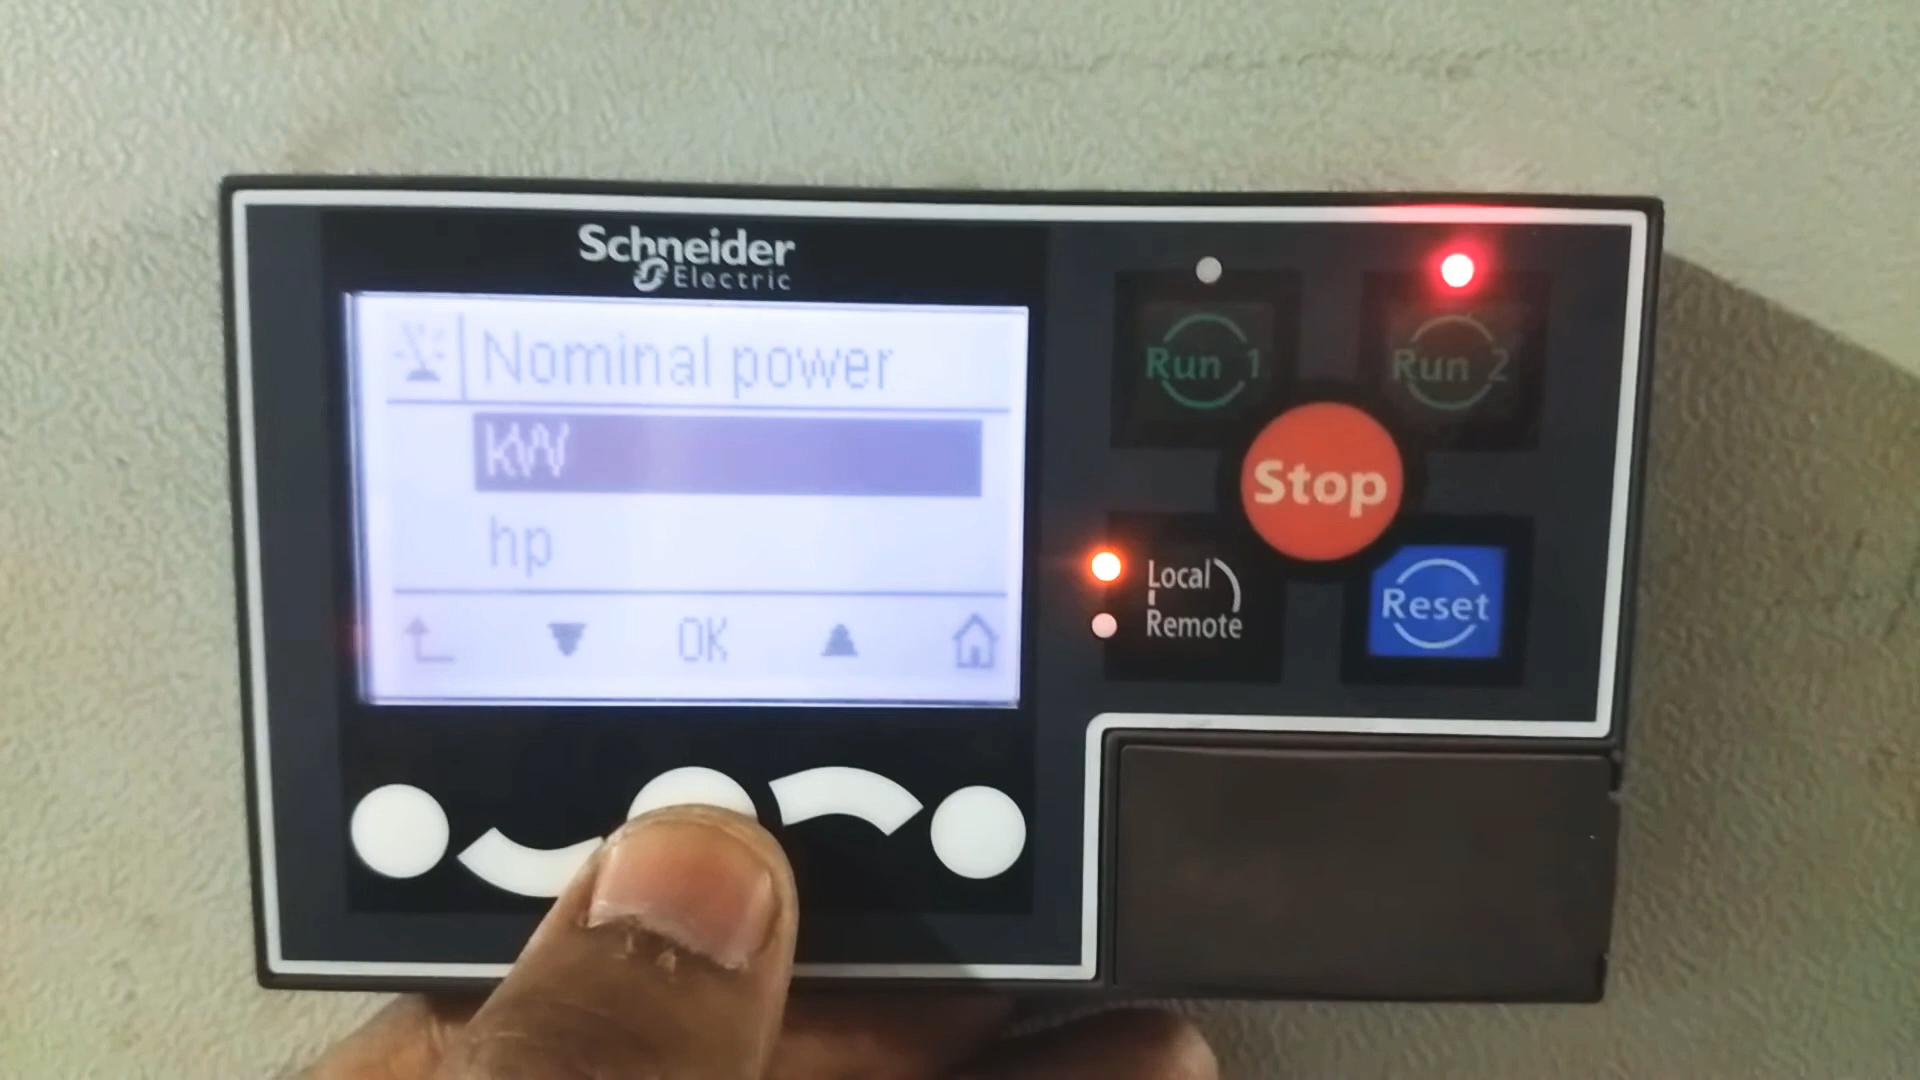 Schneider
Electric
Nominal power
kW
hp
OK
Run 1
Run 2
Stop
Local
Remote
Reset